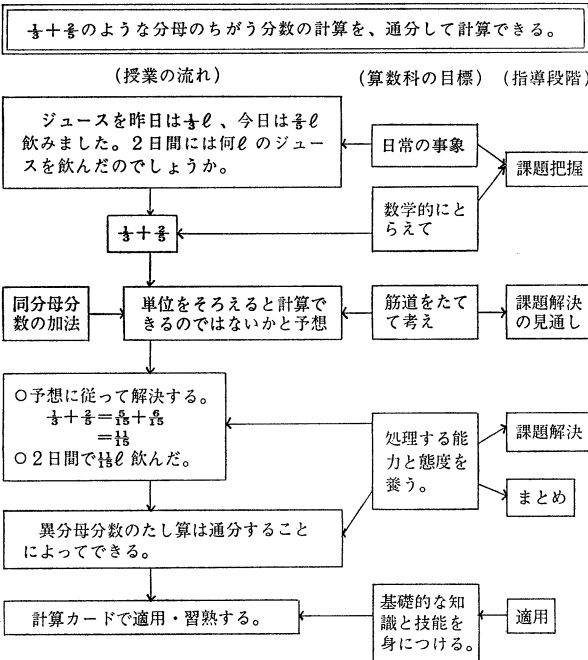 1/3+2/5のような分母のちがう分数の計算を、通分して計算できる。
(授業の流れ)
(算数科の目標)
(指導段階)
ジュースを昨日は1/3ℓ、今日は2/5ℓ
飲みました。2日間には何ℓのジュー
スを飲んだのでしょうか。
日常の事象
課題把握
数学的にと
らえて
1/3+2/5
同分母分
数の加法
単位をそろえると計算で
きるのではないかと予想
筋道をたて
て考え
課題解決
の見通し
○予想に従って解決する。
1/3+2/5=5/15+6/15
=11/15
○2日間で11/15ℓ飲んだ。
処理する能
力と態度を
養う。
課題解決
まとめ
異分母分数のたし算は通分すること
によってできる。
計算カードで適用・習熟する。
基礎的な知
識と技能を
身につける。
適用